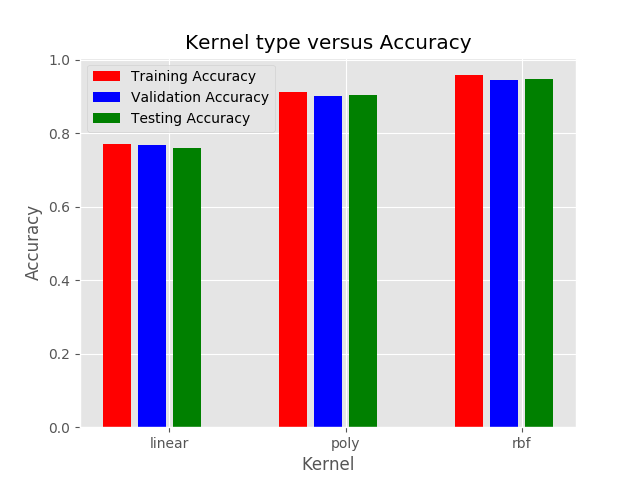 Kernel type versus Accuracy
1.0
0.8
0.6
0.4
0.2
0.0
Accuracy
Training Accuracy
Validation Accuracy
Testing Accuracy
linear
poly
rbf
Kernel